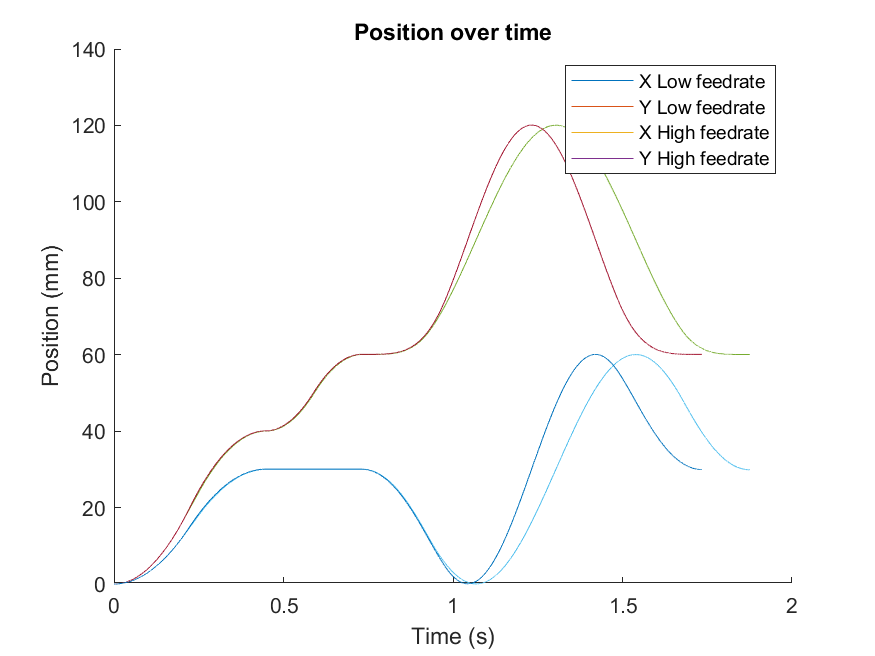 Position over time
140
120
100
80
60
40
20
0
Position (mm)
X Low feedrate
Y Low feedrate
X High feedrate
Y High feedrate
0
0.5
1
1.5
2
Time (s)